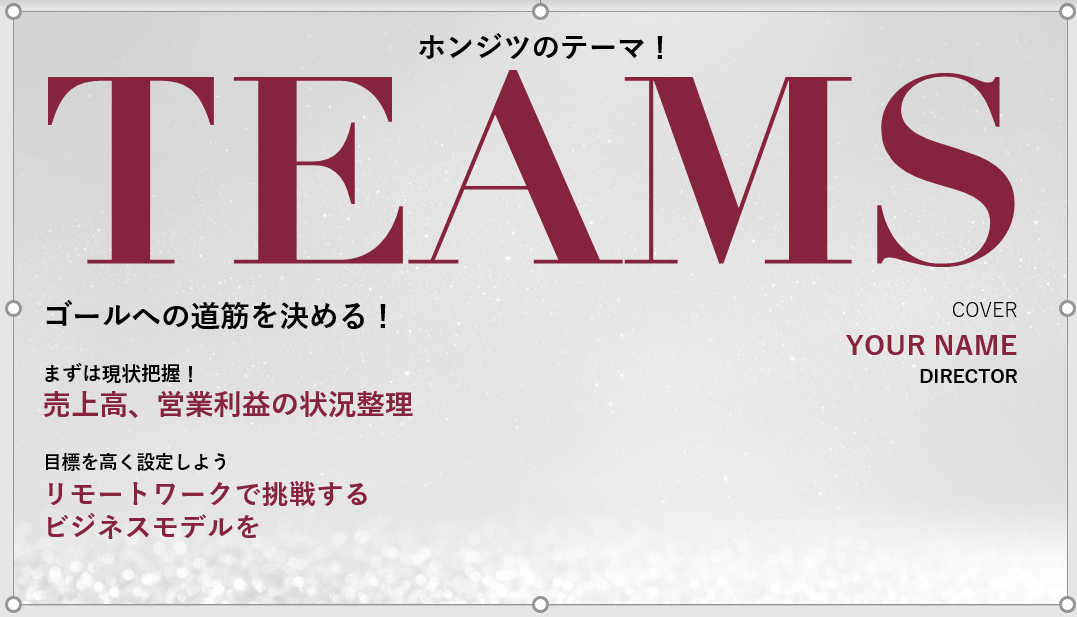 ホンジツのテーマ！
TEAMS
ゴールへの道筋を決める！
COVER
YOUR NAME
DIRECTOR
まずは現状把握！
売上高、営業利益の状況整理
目標を高く設定しよう
リモートワークで挑戦する
ビジネスモデルを